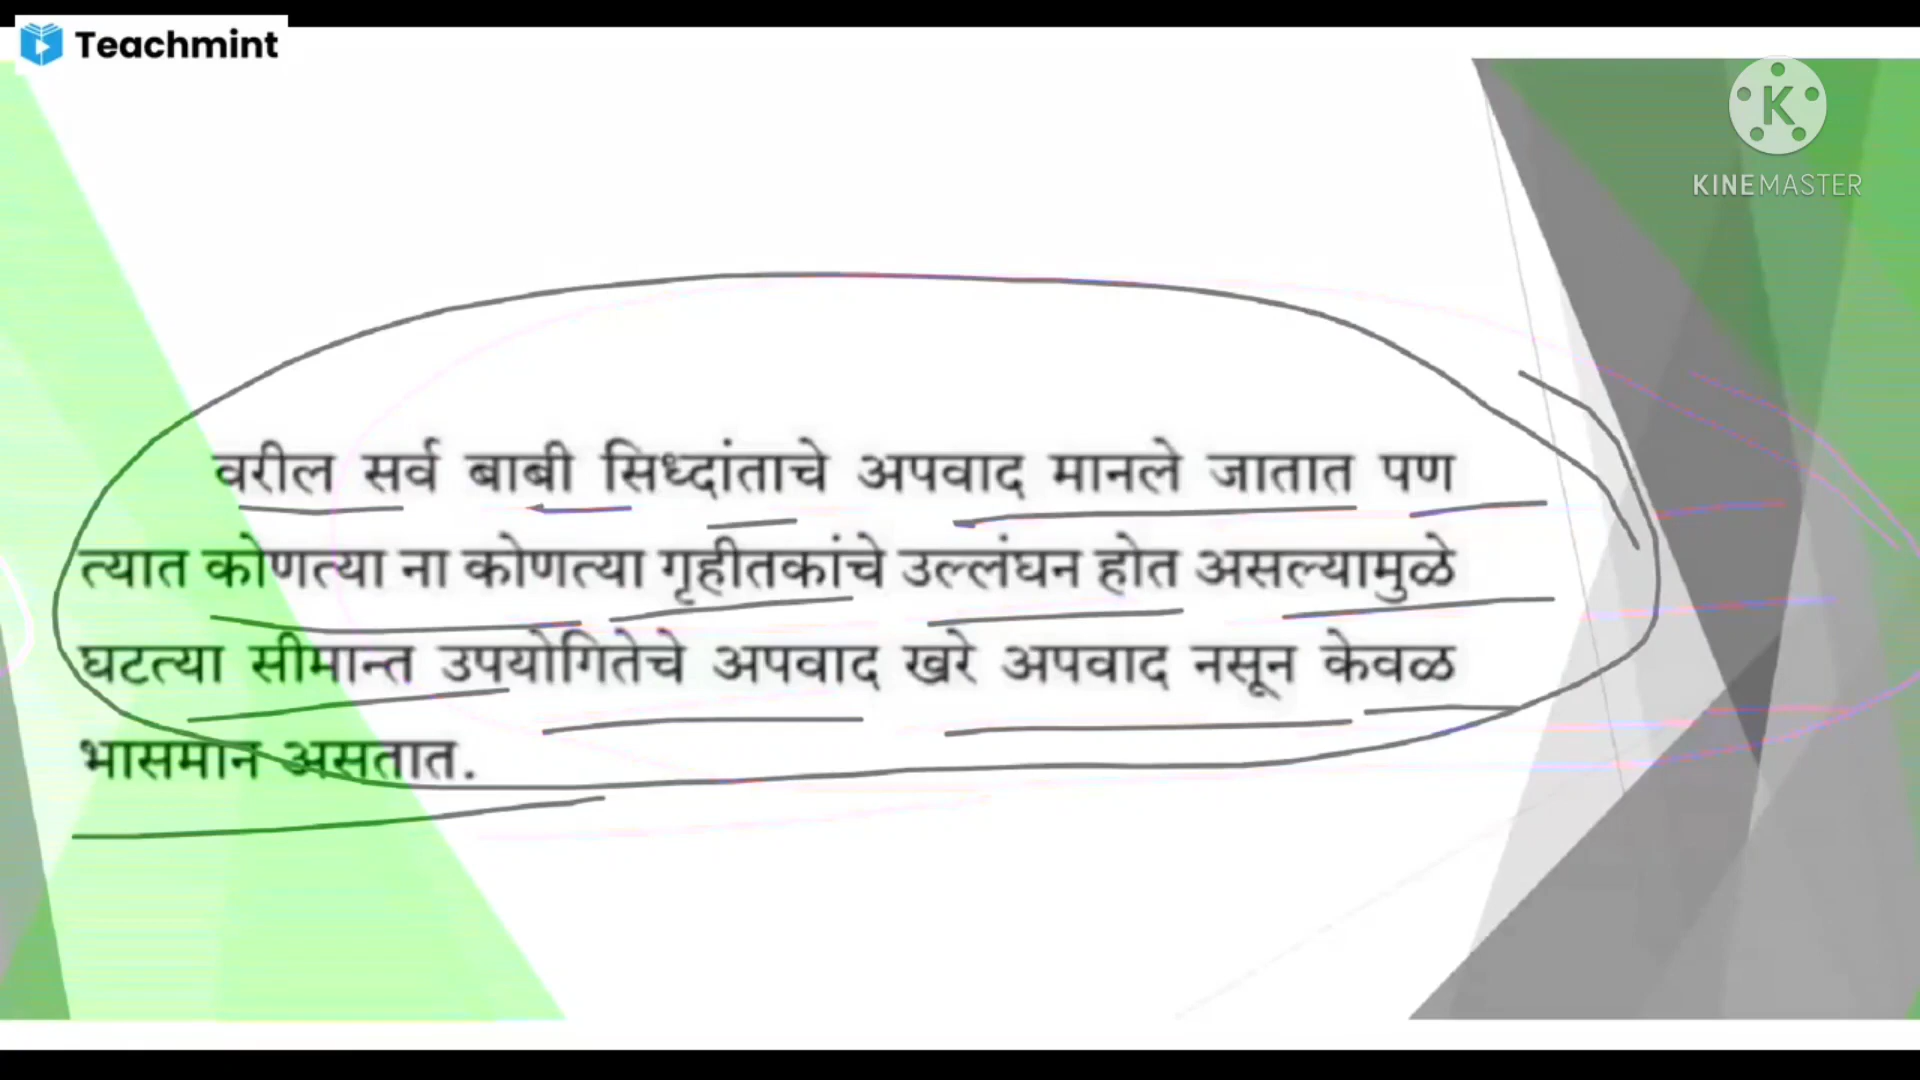 Teachmint
KINEMASTER
वरील सर्व बाबी सिध्दांताचे अपवाद मानले जातात पण
त्यात कोणत्या ना कोणत्या गृहीतकांचे उल्लंघन होत असल्यामुळे
घटत्या सीमान्त उपयोगितेचे अपवाद खरे अपवाद नसून केवळ
भासमान असतात.